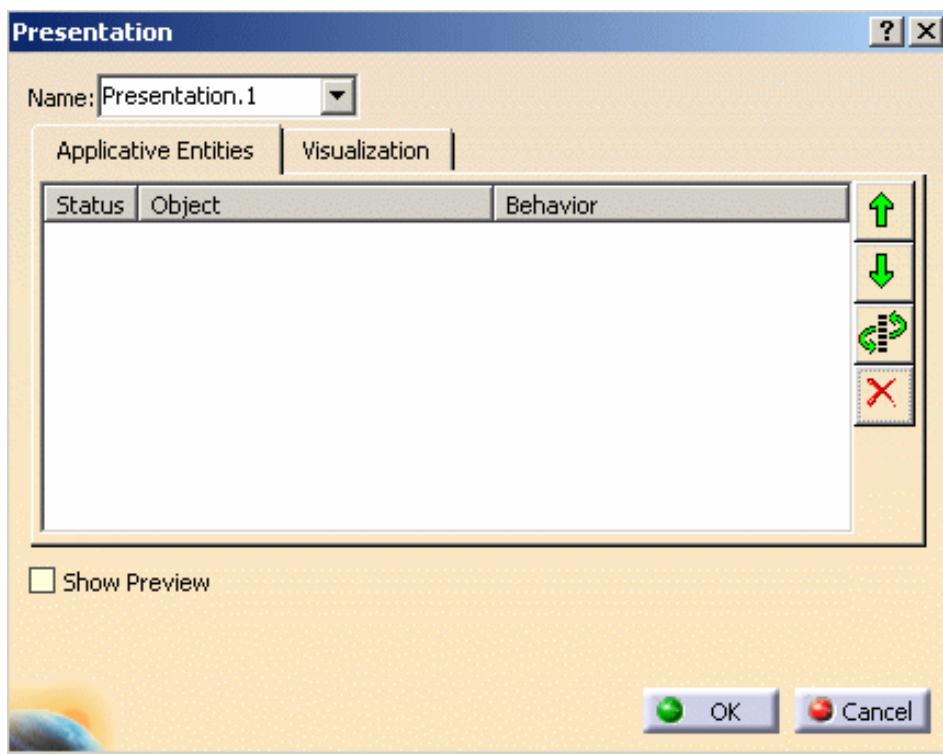 Presentation
Name: Presentation.1
Applicative Entities Visualization
Status Object Behavior
Show Preview
OK Cancel